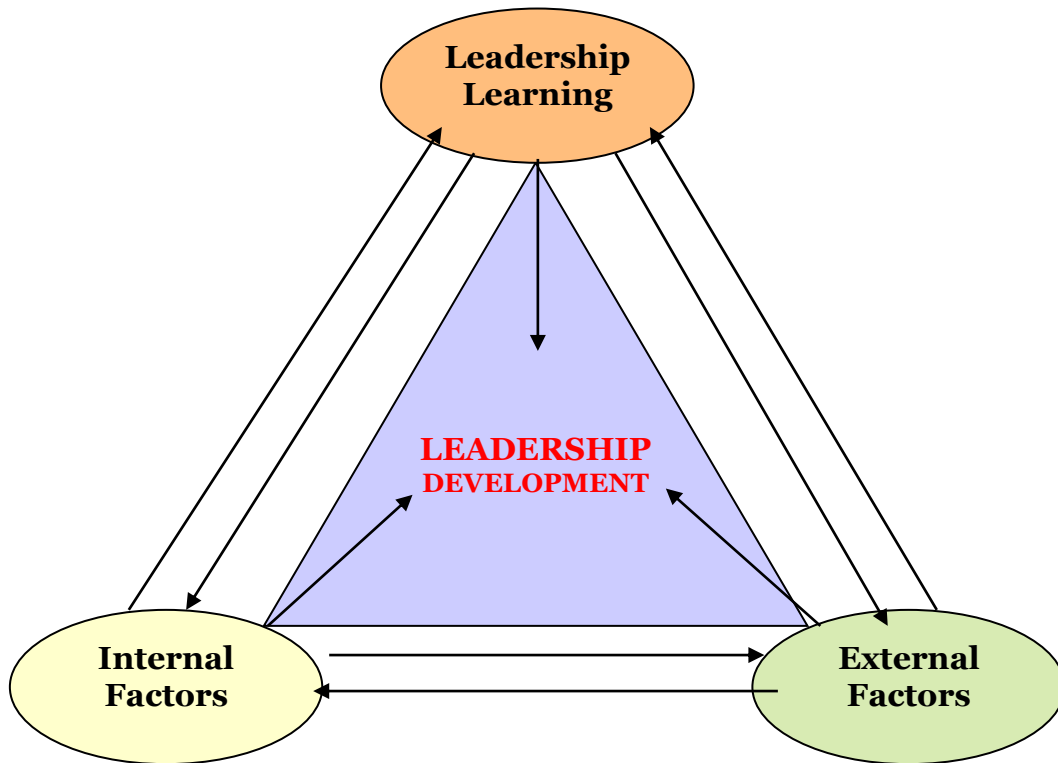 Leadership
Learning
LEADERSHIP
DEVELOPMENT
Internal
Factors
External
Factors